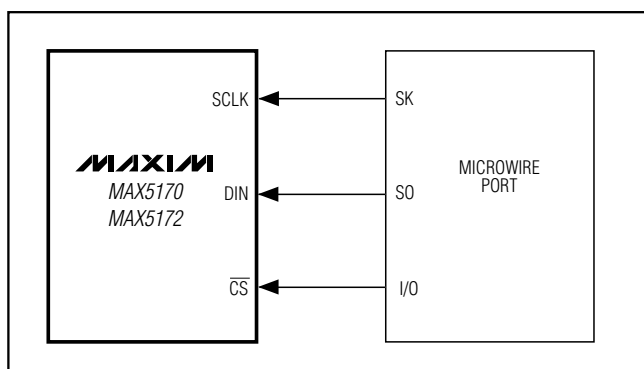 SCLK
SK
MAXIM
MAX5170
MAX5172
DIN
SO
MICROWIRE
PORT
CS
I/O